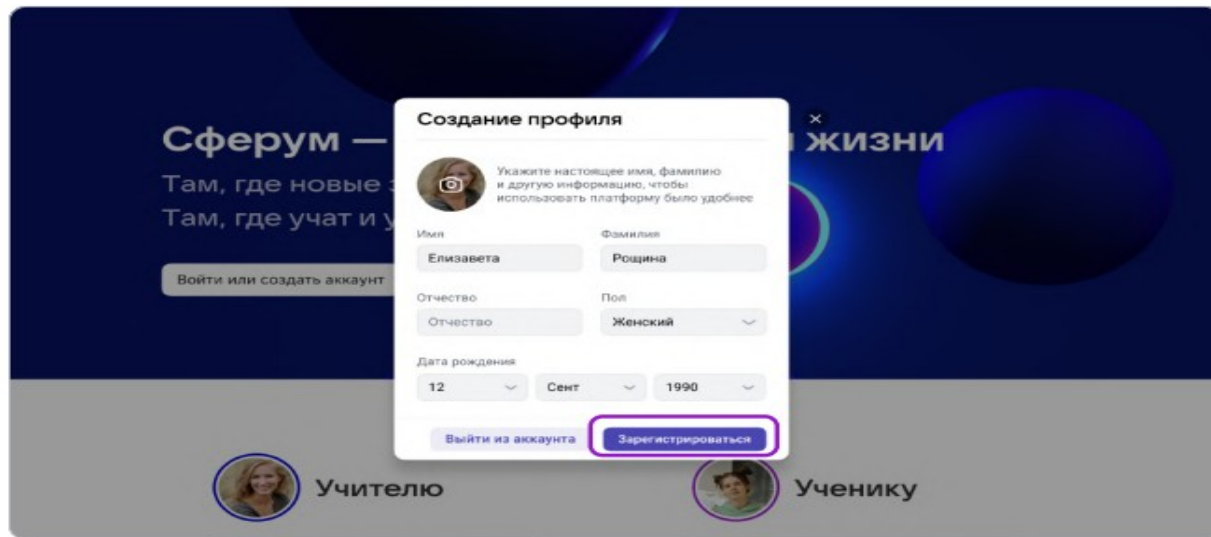 Создание профиля
Сферум —
жизни
Укажите настоящее имя, фамилию
и другую информацию, чтобы
использовать платформу было удобнее
Там, где новые
Там, где учат и у
Имя
Фамилия
Елизавета
Рощина
Войти или создать аккаунт
Отчество
Пол
Отчество
Женский
Дата рождения
12
Сент
1990
Выйти из аккаунта
Зарегистрироваться
Учителю
Ученику